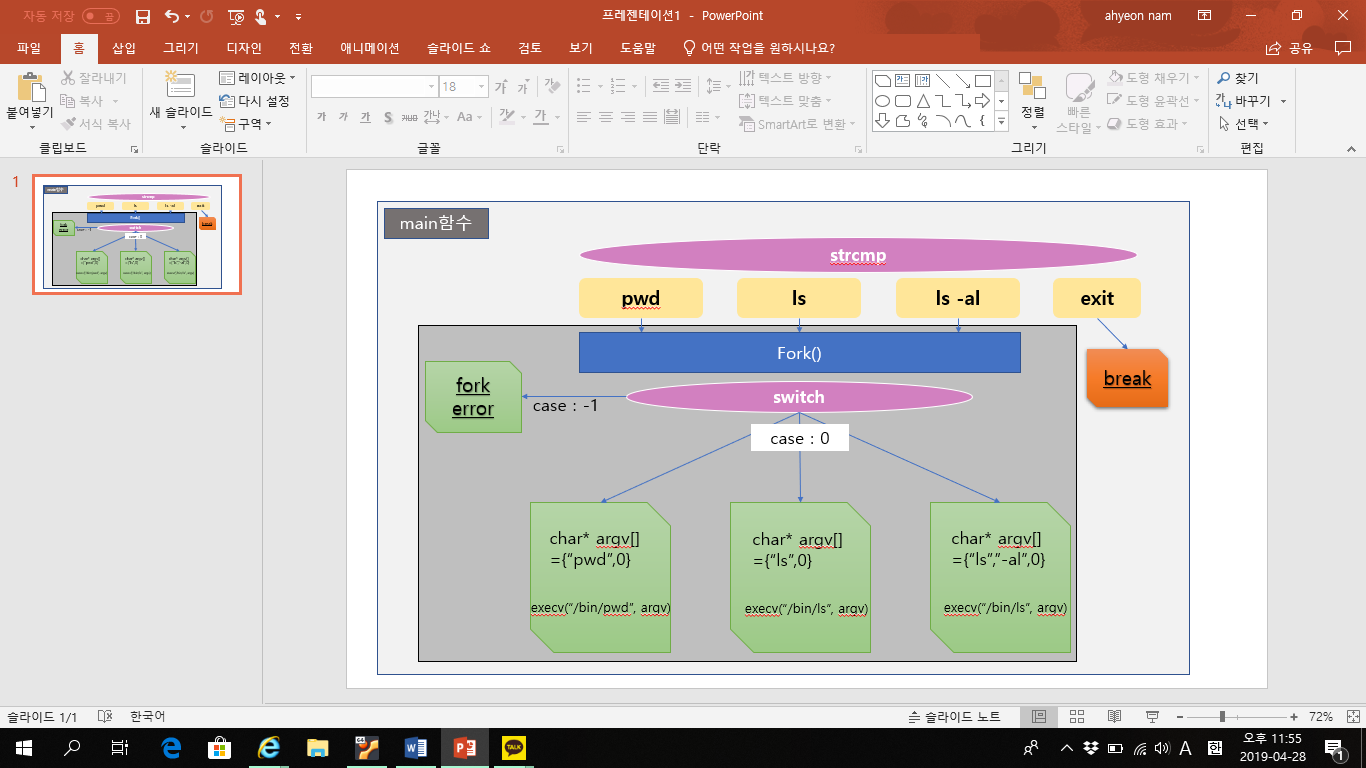 자동 저장 끔
프레젠테이션1 - PowerPoint
ahyeon nam
파일 홈 삽입 그리기 디자인 전환 애니메이션 슬라이드 쇼 검토 보기 도움말 어떤 작업을 원하시나요? 공유
붙여넣기
잘라내기
복사
서식 복사
클립보드
새 슬라이드
레이아웃
다시 설정
구역
슬라이드
18
가 가 가 S 간 Aa 가
글꼴
텍스트 방향
텍스트 맞춤
SmartArt로 변환
단락
정렬
빠른
스타일
도형 채우기
도형 윤곽선
도형 효과
그리기
찾기
바꾸기
선택
편집
1
main함수
strcmp
pwd ls ls -al exit
Fork()
break
fork
error
case : -1
switch
case : 0
char* argv[]
={“pwd”,0}
execv(“/bin/pwd”, argv)
char* argv[]
={“ls”,0}
execv(“/bin/ls”, argv)
char* argv[]
={“ls”,”-al”,0}
execv(“/bin/ls”, argv)
슬라이드 1/1 한국어 슬라이드 노트 72%
TALK
A 한
오후 11:55
2019-04-28
1